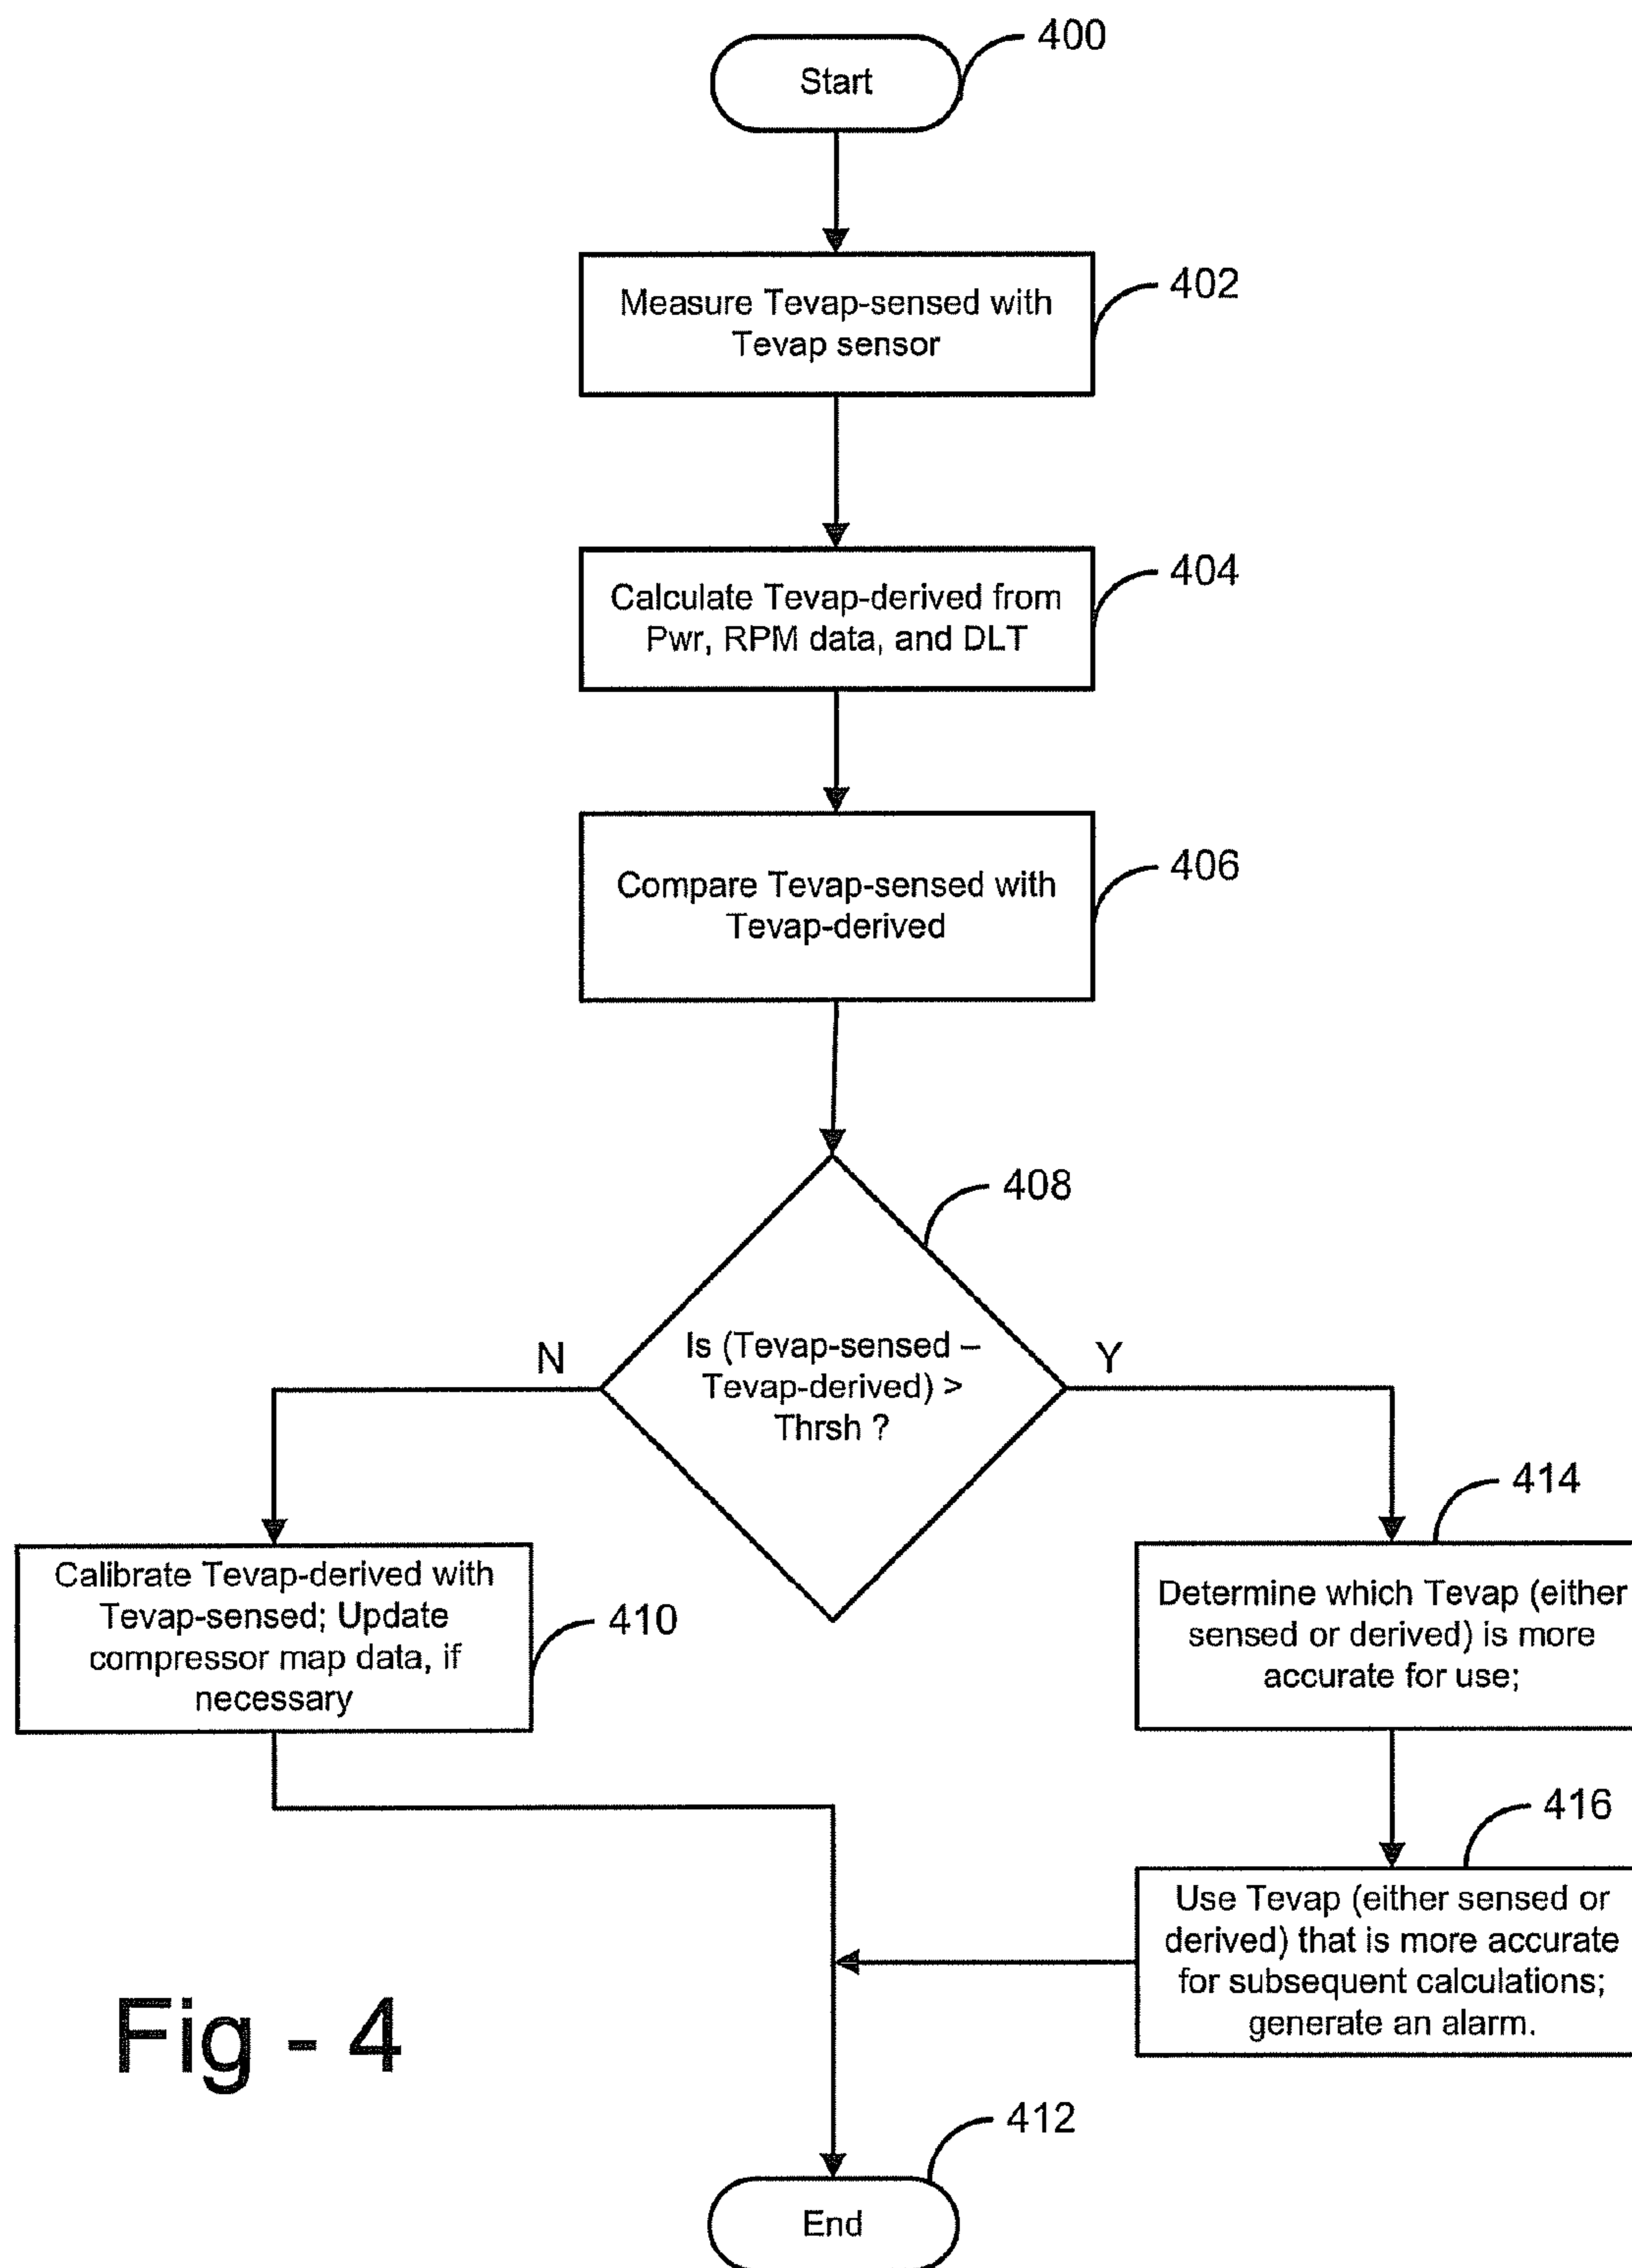 Start
400
Measure Tevap-sensed with
Tevap sensor
402
Calculate Tevap-derived from
Pwr, RPM data, and DLT
404
Compare Tevap-sensed with
Tevap-derived
406
408
Is (Tevap-sensed –
Tevap-derived) >
Thrsh ?
N
Y
Calibrate Tevap-derived with
Tevap-sensed; Update
compressor map data, if
necessary
410
414
Determine which Tevap (either
sensed or derived) is more
accurate for use;
416
Use Tevap (either sensed or
derived) that is more accurate
for subsequent calculations;
generate an alarm.
Fig - 4
412
End